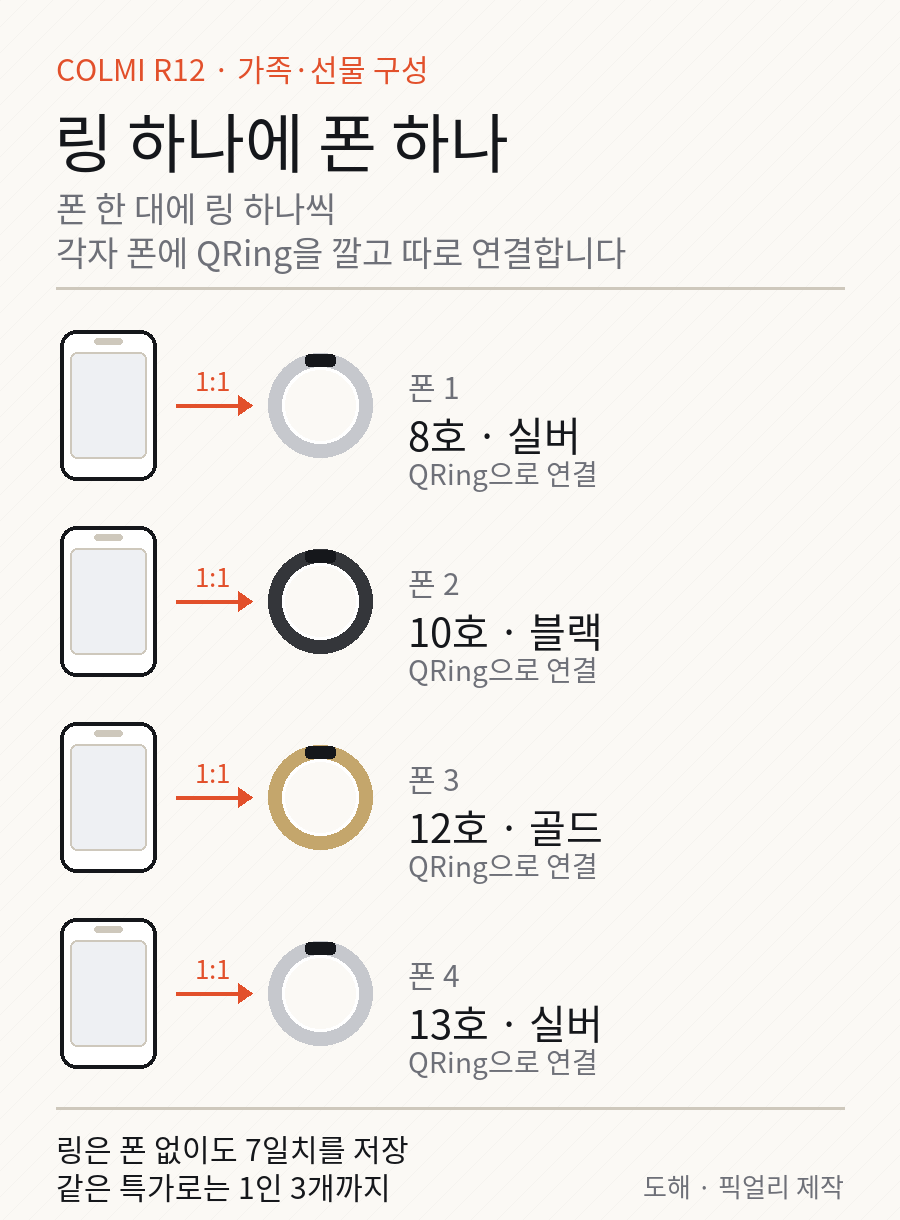 COLMI R12 · 가족·선물 구성
링 하나에 폰 하나
폰 한 대에 링 하나씩
각자 폰에 QRing을 깔고 따로 연결합니다
1:1
폰 1
8호 · 실버
QRing으로 연결
1:1
폰 2
10호 · 블랙
QRing으로 연결
1:1
폰 3
12호 · 골드
QRing으로 연결
1:1
폰 4
13호 · 실버
QRing으로 연결
링은 폰 없이도 7일치를 저장
같은 특가로는 1인 3개까지
도해 · 픽얼리 제작